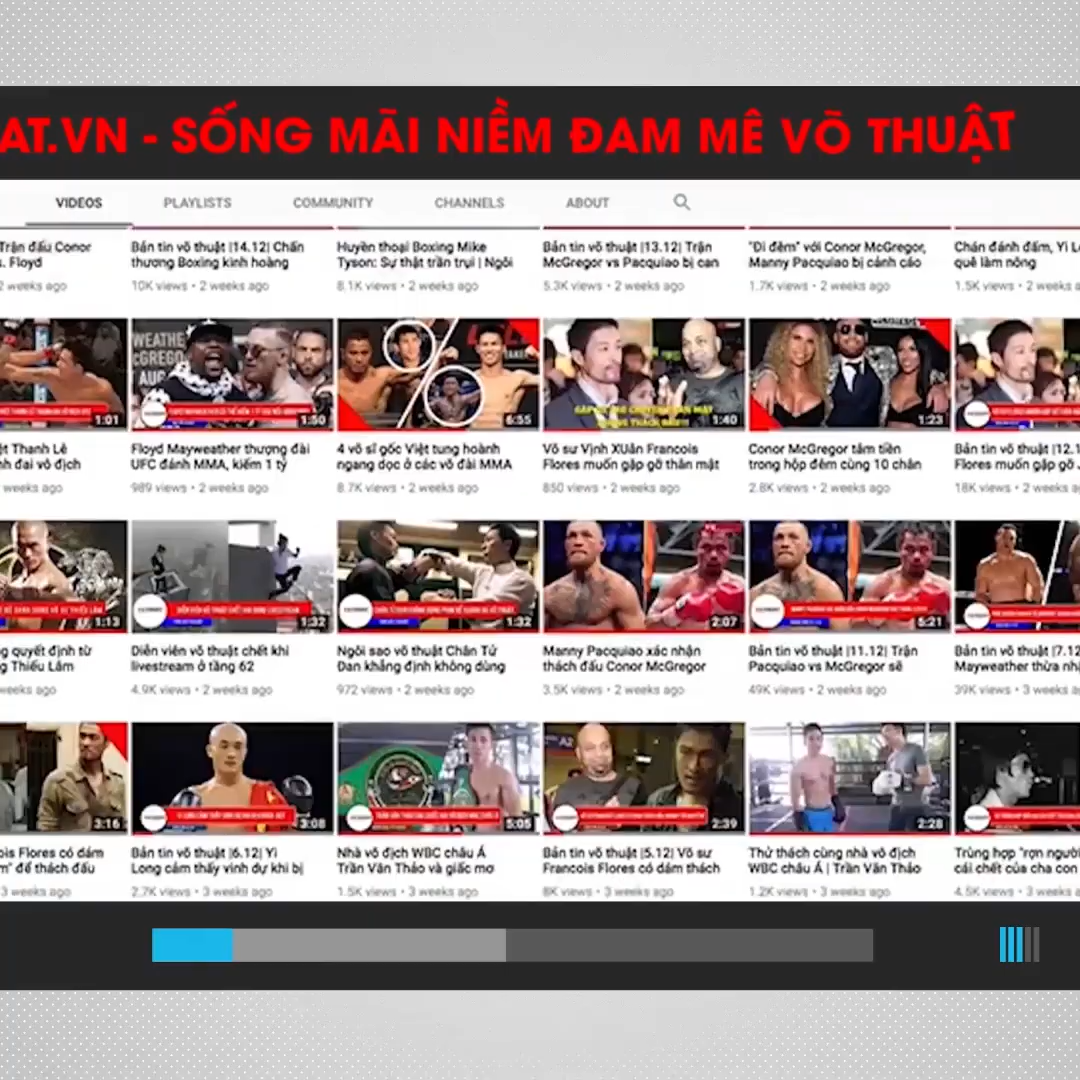 AT.VN - SỐNG MÃI NIỀM ĐAM MÊ VÕ THUẬT
VIDEOS PLAYLISTS COMMUNITY CHANNELS ABOUT
Trận đấu Conor
Floyd
2 weeks ago
Bản tin võ thuật |14.12| Chấn
thương Boxing kinh hoàng
10K views • 2 weeks ago
Huyền thoại Boxing Mike
Tyson: Sự thật trần trụi | Ngôi
8.1K views • 2 weeks ago
Bản tin võ thuật |13.12| Trận
McGregor vs Pacquiao bị can
5.3K views • 2 weeks ago
"Đi đêm" với Conor McGregor,
Manny Pacquiao bị cảnh cáo
1.7K views • 2 weeks ago
Chán đánh đấm, Yi L
quê làm nông
1.5K views • 2 weeks
1:01
WEATHE
1:50
6:55
1:40
1:23
Thanh Lê
đai vô địch
weeks ago
Floyd Mayweather thượng đài
UFC đánh MMA, kiếm 1 tỷ
989 views • 2 weeks ago
4 võ sĩ gốc Việt tung hoành
ngang dọc ở các võ đài MMA
8.7K views • 2 weeks ago
Võ sư Vịnh XUân Francois
Flores muốn gặp gỡ thân mật
850 views • 2 weeks ago
Conor McGregor tắm tiên
trong hộp đêm cùng 10 chân
2.8K views • 2 weeks ago
Bản tin võ thuật |12.1
Flores muốn gặp gỡ
18K views • 2 weeks
1:13
1:32
1:32
2:07
5:21
quyết định từ
Thiếu Lâm
weeks ago
Diễn viên võ thuật chết khi
livestream ở tầng 62
4.9K views • 2 weeks ago
Ngôi sao võ thuật Chân Tử
Đan khẳng định không dùng
972 views • 2 weeks ago
Manny Pacquiao xác nhận
thách đấu Conor McGregor
3.5K views • 2 weeks ago
Bản tin võ thuật |11.12| Trận
Pacquiao vs McGregor sẽ
49K views • 2 weeks ago
Bản tin võ thuật |7.12
Mayweather thừa nhậ
39K views • 3 weeks
3:16
3:08
5:05
A2
2:39
2:28
ois Flores có dám
để thách đấu
3 weeks ago
Bản tin võ thuật |6.12| Yi
Long cảm thấy vinh dự khi bị
2.7K views • 3 weeks ago
Nhà vô địch WBC châu Á
Trần Văn Thảo và giấc mơ
1.5K views • 3 weeks ago
Bản tin võ thuật |5.12| Võ sư
Francois Flores có dám thách
8K views • 3 weeks ago
Thử thách cùng nhà vô địch
WBC châu Á | Trần Văn Thảo
1.2K views • 3 weeks ago
Trùng hợp "rợn người
cái chết của cha con
4.5K views • 3 weeks